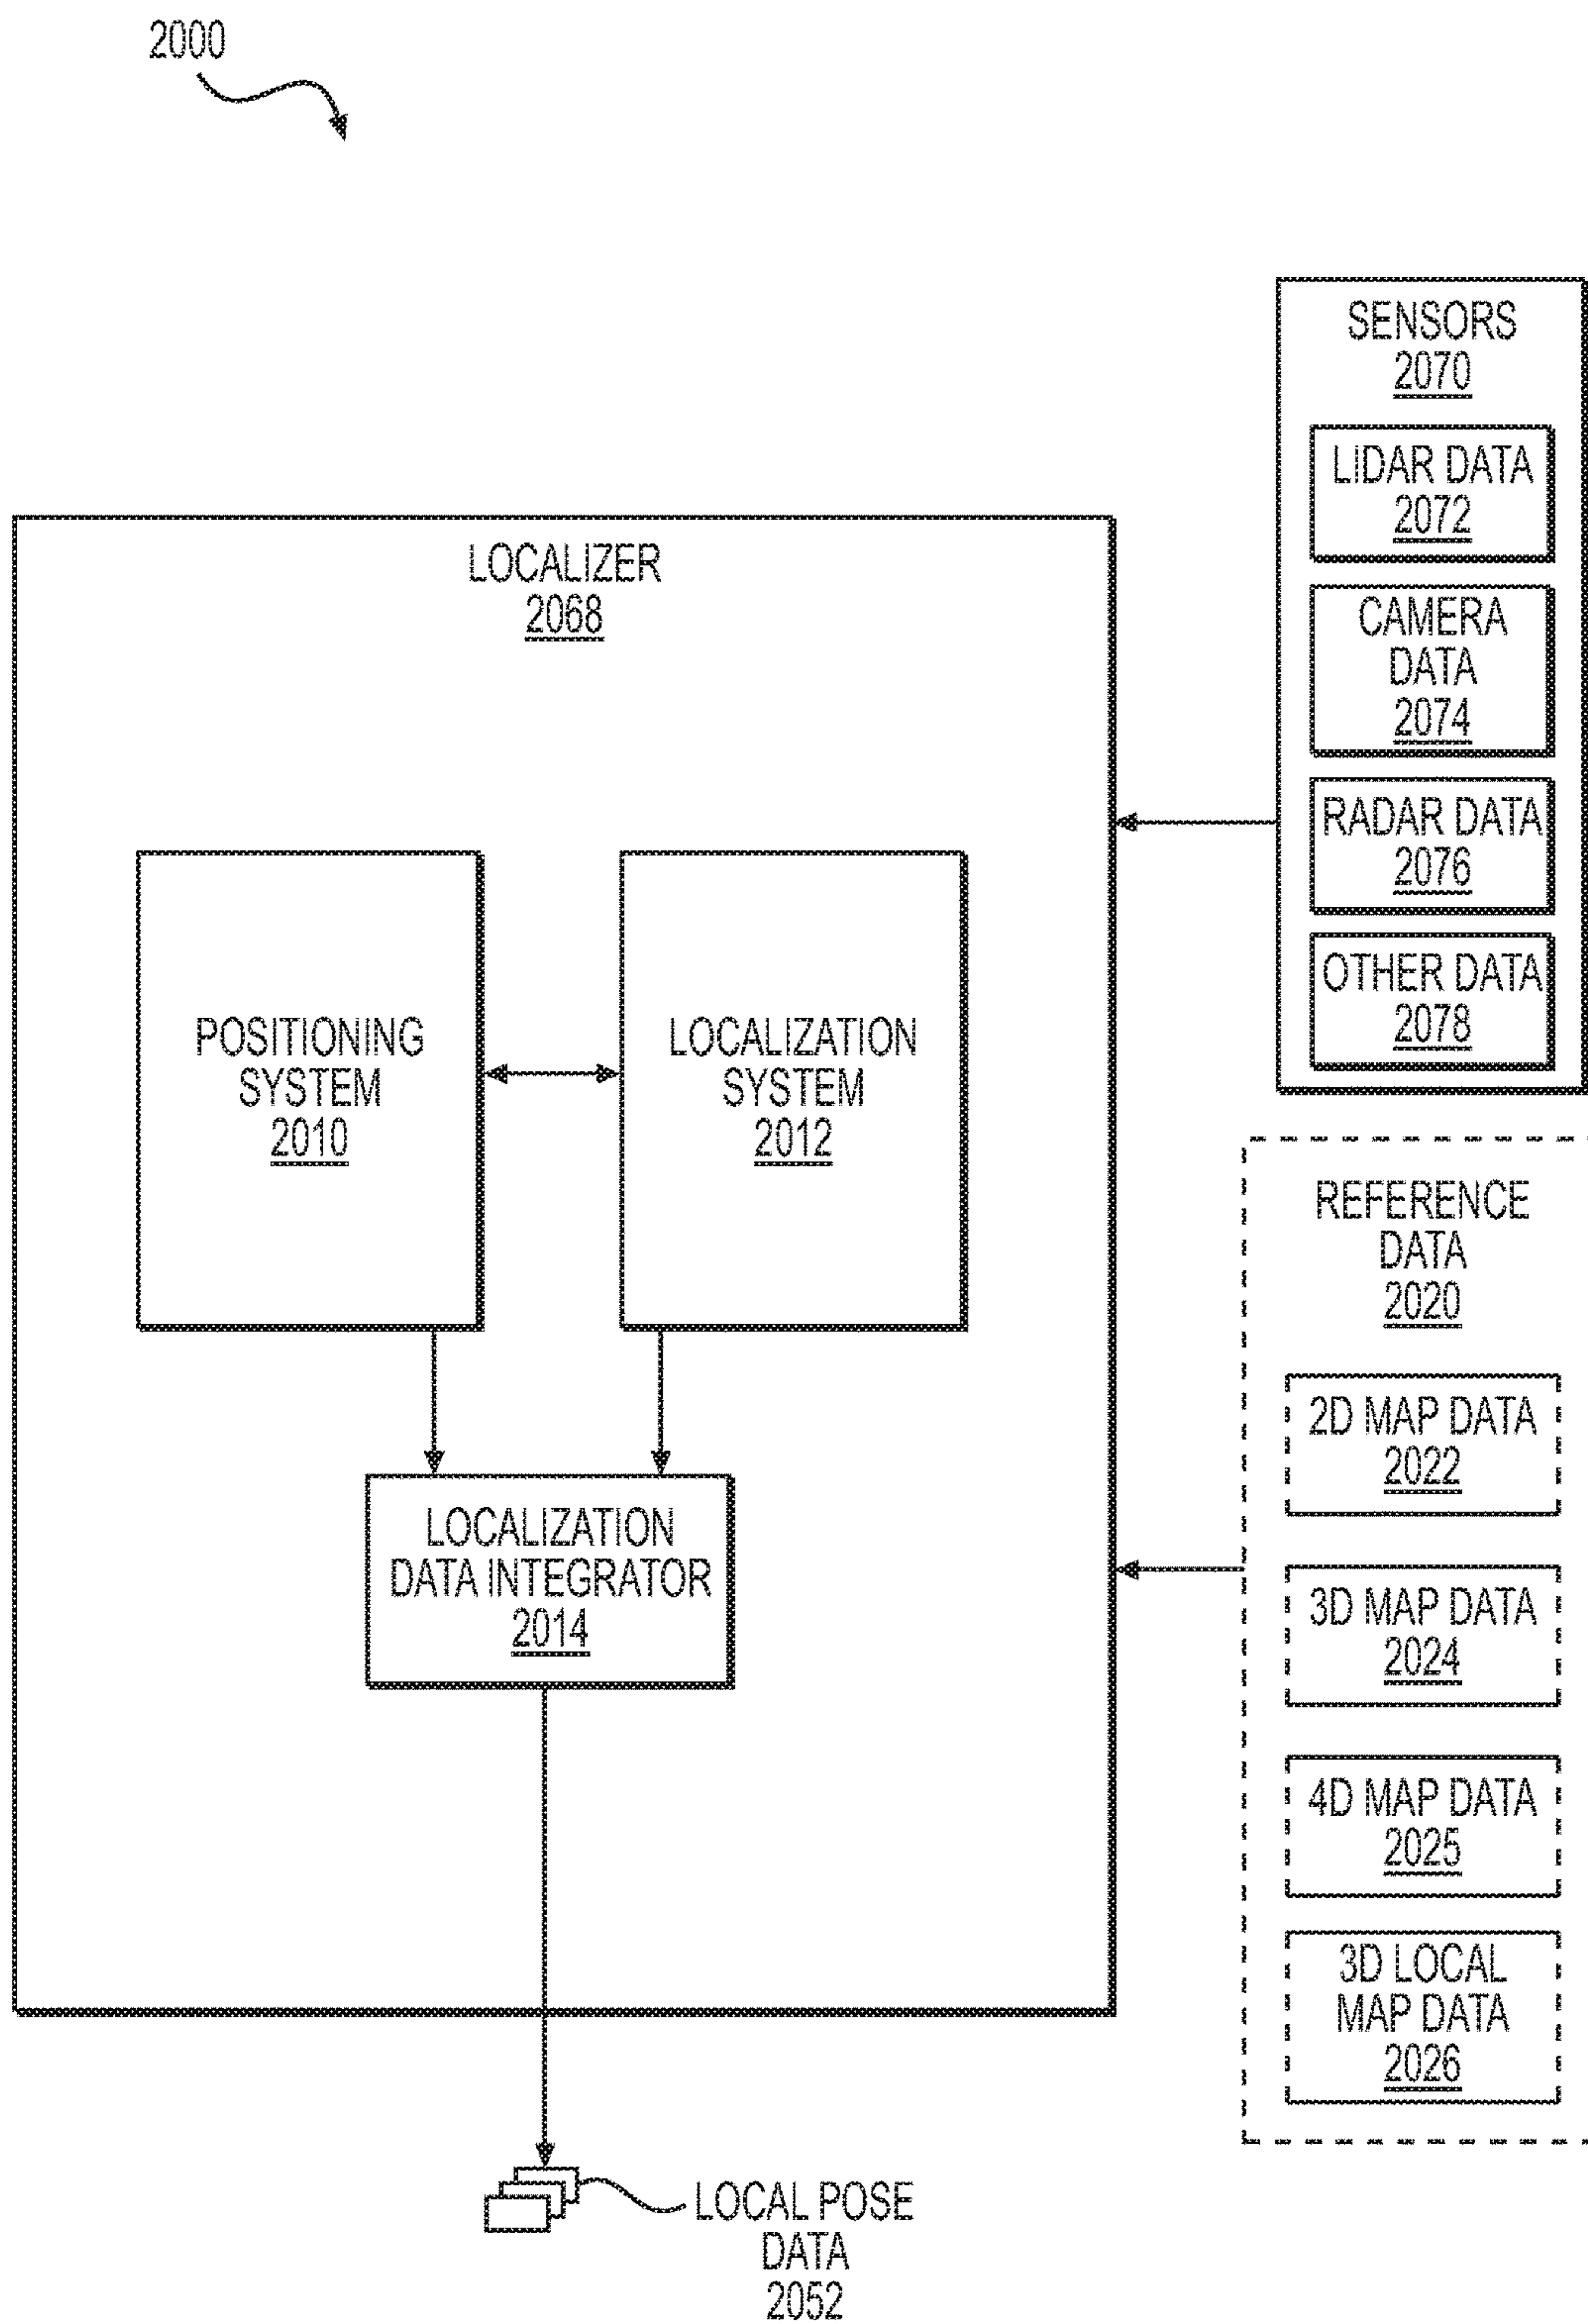 2000
SENSORS
2070
LIDAR DATA
2072
CAMERA
DATA
2074
RADAR DATA
2076
OTHER DATA
2078
LOCALIZER
2068
POSITIONING
SYSTEM
2010
LOCALIZATION
SYSTEM
2012
LOCALIZATION
DATA INTEGRATOR
2014
REFERENCE
DATA
2020
2D MAP DATA
2022
3D MAP DATA
2024
4D MAP DATA
2025
3D LOCAL
MAP DATA
2026
LOCAL POSE
DATA
2052